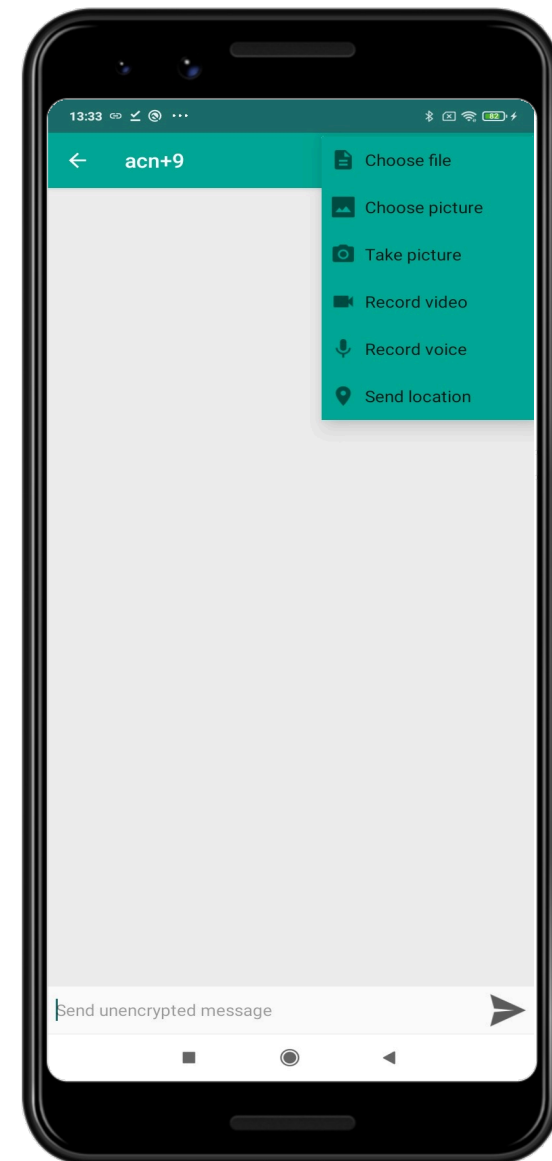 13:33
82
acn+9
Choose file
Choose picture
Take picture
Record video
Record voice
Send location
Send unencrypted message